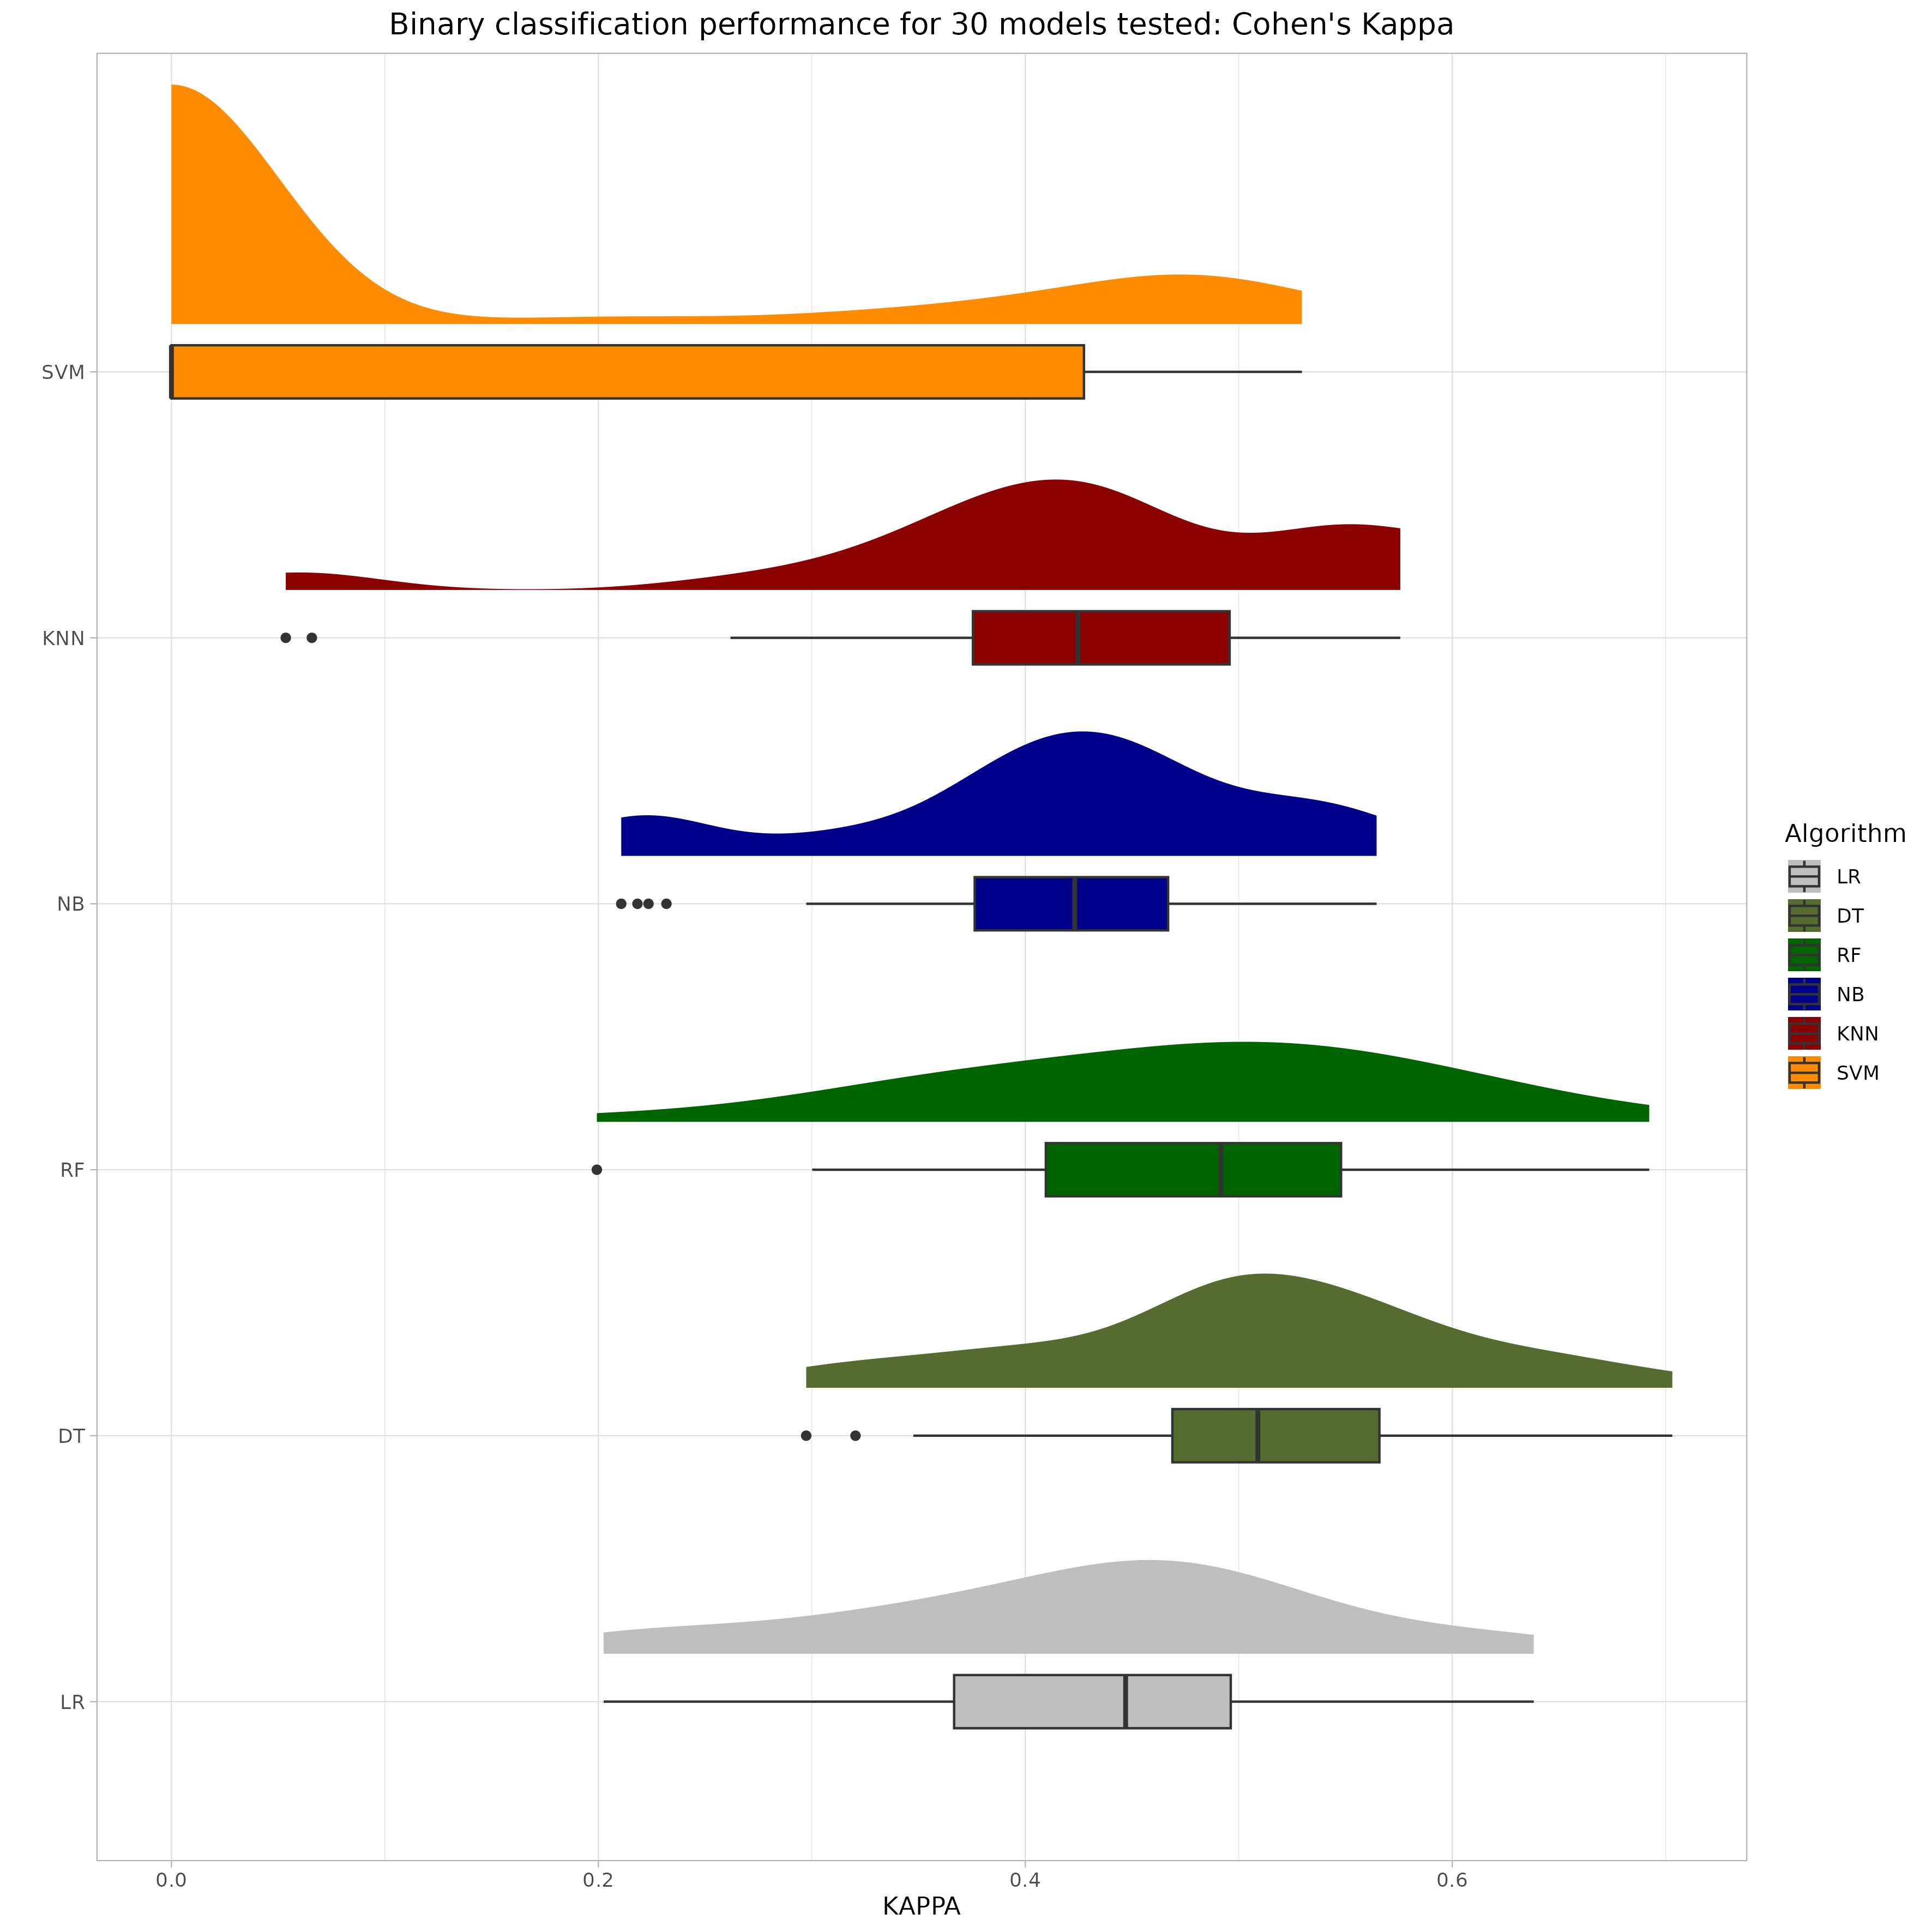 Binary classification performance for 30 models tested: Cohen's Kappa
SVM
KNN
NB
RF
DT
LR
0.0
0.2
0.4
0.6
KAPPA
Algorithm
LR
DT
RF
NB
KNN
SVM